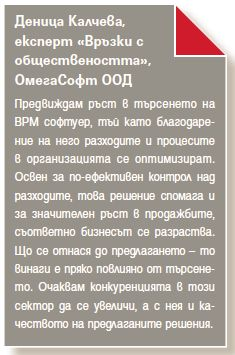 Деница Калчева,
експерт «Връзки с
обществеността»,
ОмегаСофт ООД
Предвиждам ръст в търсенето на
BPM софтуер, тъй като благодаре-
ние на него разходите и процесите
в организацията се оптимизират.
Освен за по-ефективен контрол над
разходите, това решение спомага и
за значителен ръст в продажбите,
съответно бизнесът се разраства.
Що се отнася до предлагането – то
винаги е пряко повлияно от търсене-
то. Очаквам конкуренцията в този
сектор да се увеличи, а с нея и ка-
чеството на предлаганите решения.